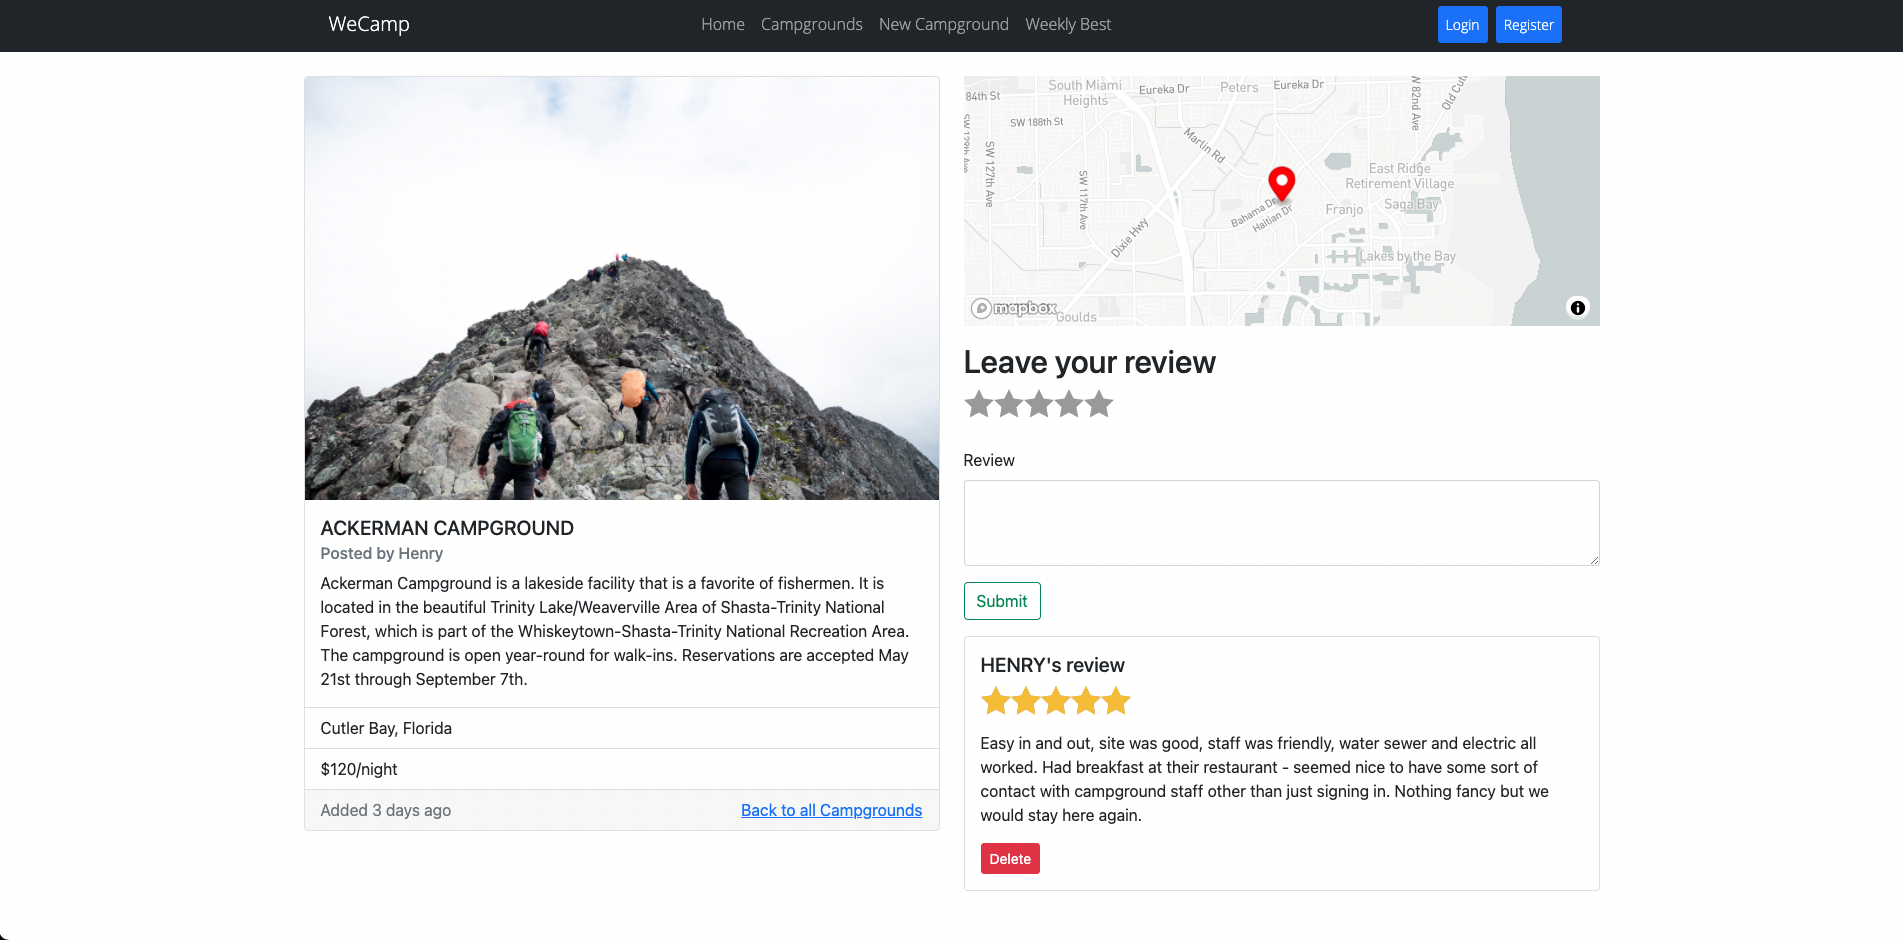 WeCamp
Home Campgrounds New Campground Weekly Best
Login Register
ACKERMAN CAMPGROUND
Posted by Henry
Ackerman Campground is a lakeside facility that is a favorite of fishermen. It is
located in the beautiful Trinity Lake/Weaverville Area of Shasta-Trinity National
Forest, which is part of the Whiskeytown-Shasta-Trinity National Recreation Area.
The campground is open year-round for walk-ins. Reservations are accepted May
21st through September 7th.
Cutler Bay, Florida
$120/night
Added 3 days ago
Back to all Campgrounds
South Miami
Heights
Eureka Dr
Peters
Eureka Dr
84th St
SW 188th St
SW 127th Ave
SW 117th Ave
Marlin Rd
W 82nd Ave
East Ridge
Retirement Village
Saga Bay
Franjo
Bahama Dr
Haitian Dr
Dixie Hwy
Lakes by the Bay
Goulds
mapbox
Leave your review
Review
Submit
HENRY's review
Easy in and out, site was good, staff was friendly, water sewer and electric all
worked. Had breakfast at their restaurant - seemed nice to have some sort of
contact with campground staff other than just signing in. Nothing fancy but we
would stay here again.
Delete